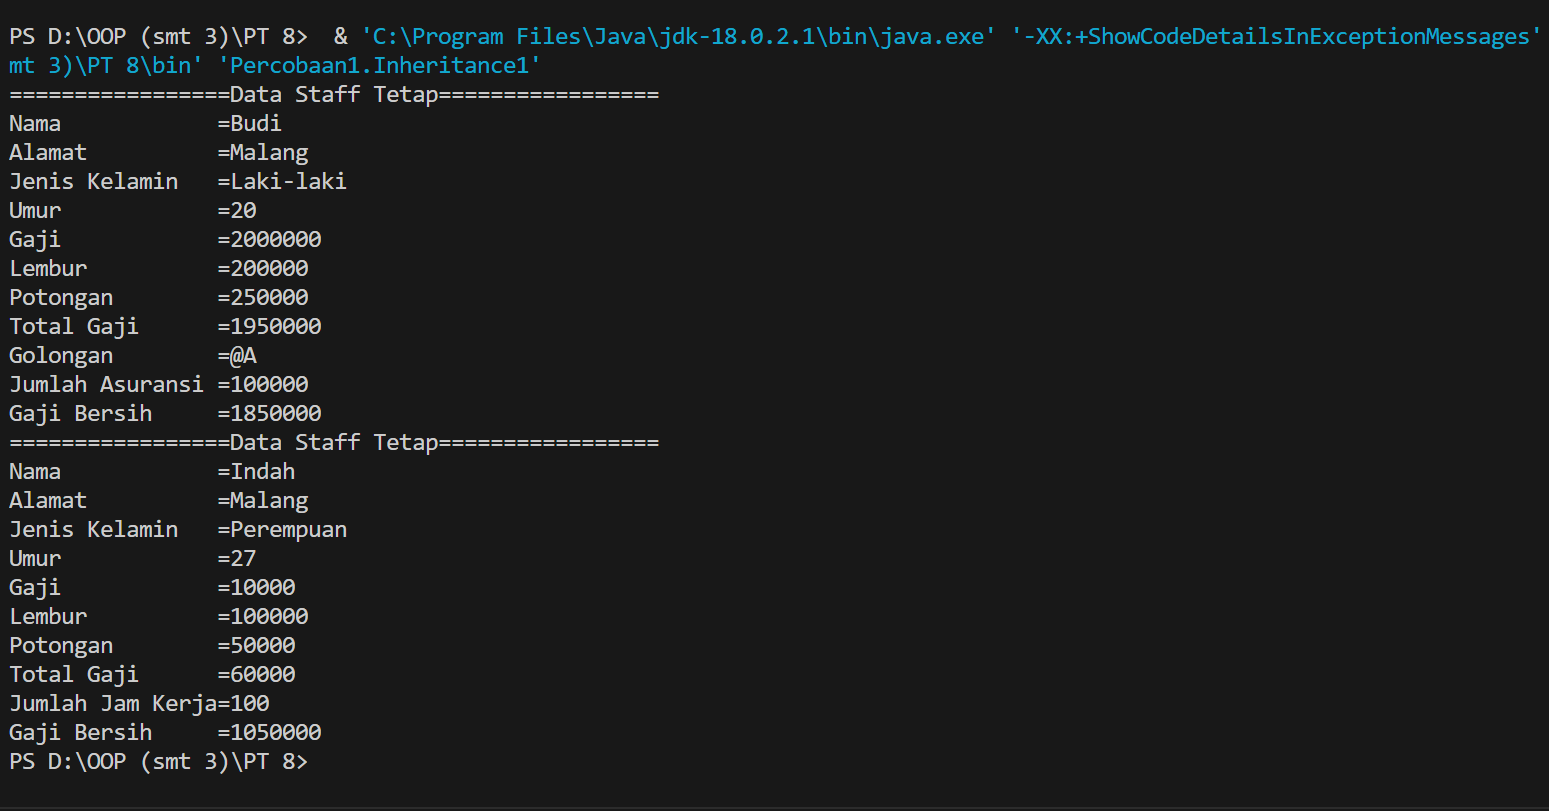 PS D:\OOP (smt 3)\PT 8>  & 'C:\Program Files\Java\jdk-18.0.2.1\bin\java.exe' '-XX:+ShowCodeDetailsInExceptionMessages'
mt 3)\PT 8\bin' 'Percobaan1.Inheritance1'
=================Data Staff Tetap=================
Nama            =Budi
Alamat          =Malang
Jenis Kelamin   =Laki-laki
Umur            =20
Gaji            =2000000
Lembur          =200000
Potongan        =250000
Total Gaji      =1950000
Golongan        =@A
Jumlah Asuransi =100000
Gaji Bersih     =1850000
=================Data Staff Tetap=================
Nama            =Indah
Alamat          =Malang
Jenis Kelamin   =Perempuan
Umur            =27
Gaji            =10000
Lembur          =100000
Potongan        =50000
Total Gaji      =60000
Jumlah Jam Kerja=100
Gaji Bersih     =1050000
PS D:\OOP (smt 3)\PT 8>